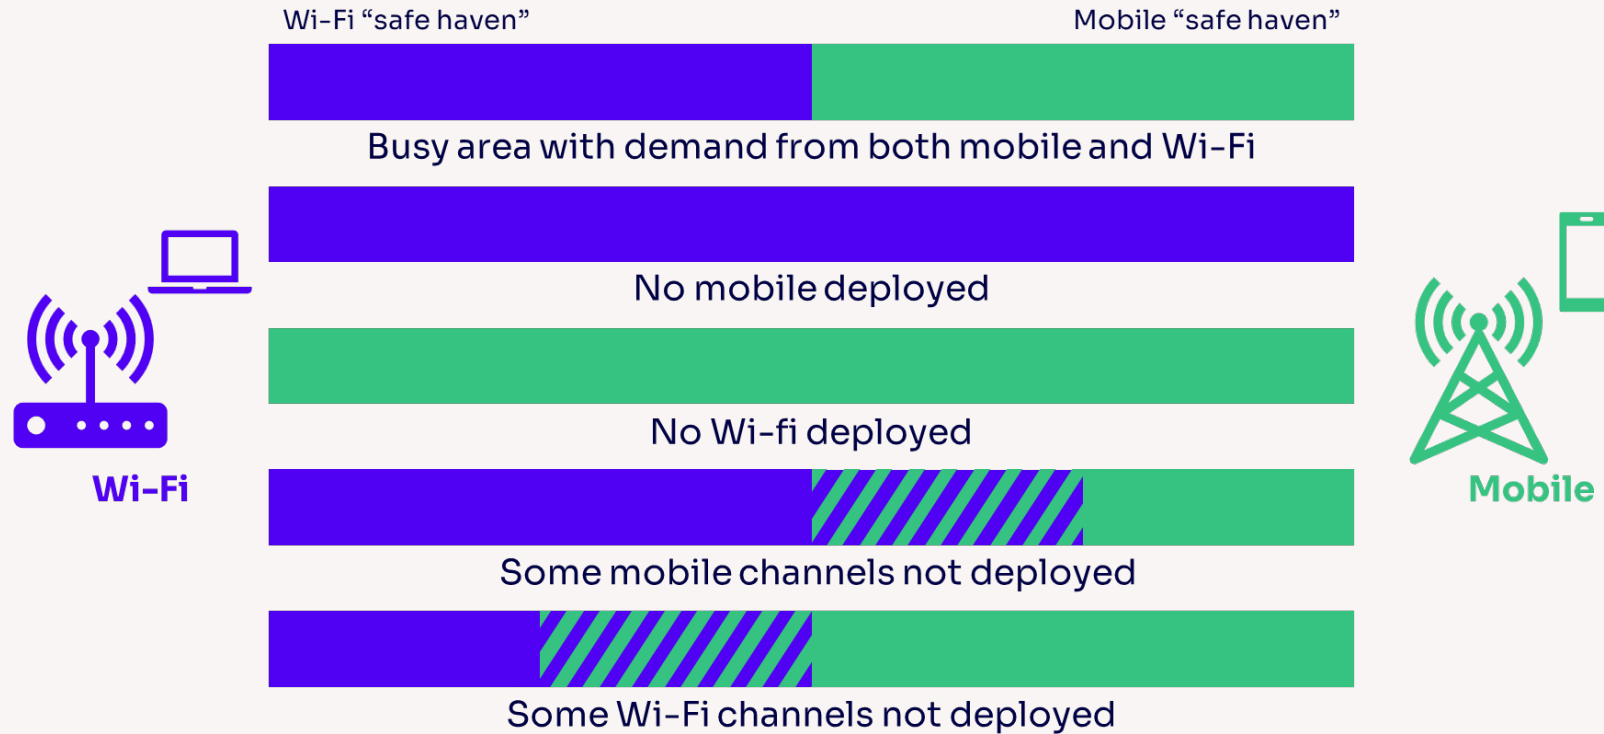 Wi-Fi “safe haven”
Mobile “safe haven”
Busy area with demand from both mobile and Wi-Fi
No mobile deployed
No Wi-fi deployed
Wi-Fi
Mobile
Some mobile channels not deployed
Some Wi-Fi channels not deployed